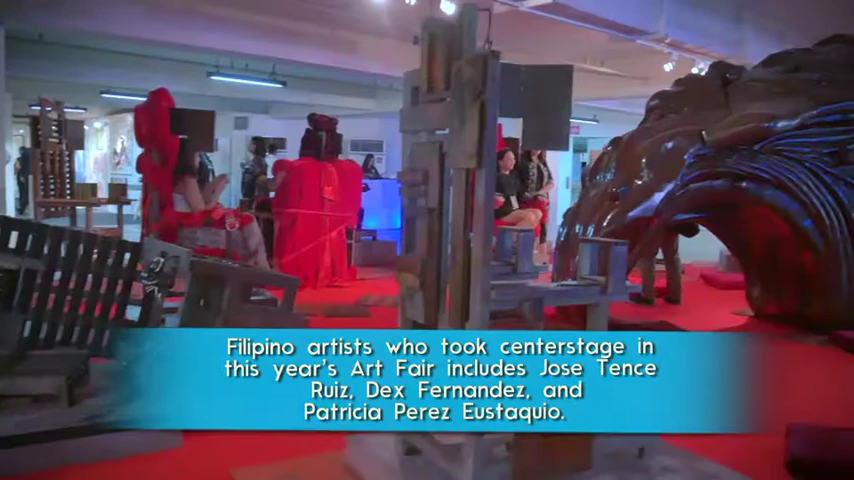 Filipino artists who took centerstage in
this year's Art Fair includes Jose Tence
Ruiz, Dex Fernandez, and
Patricia Perez Eustaquio.